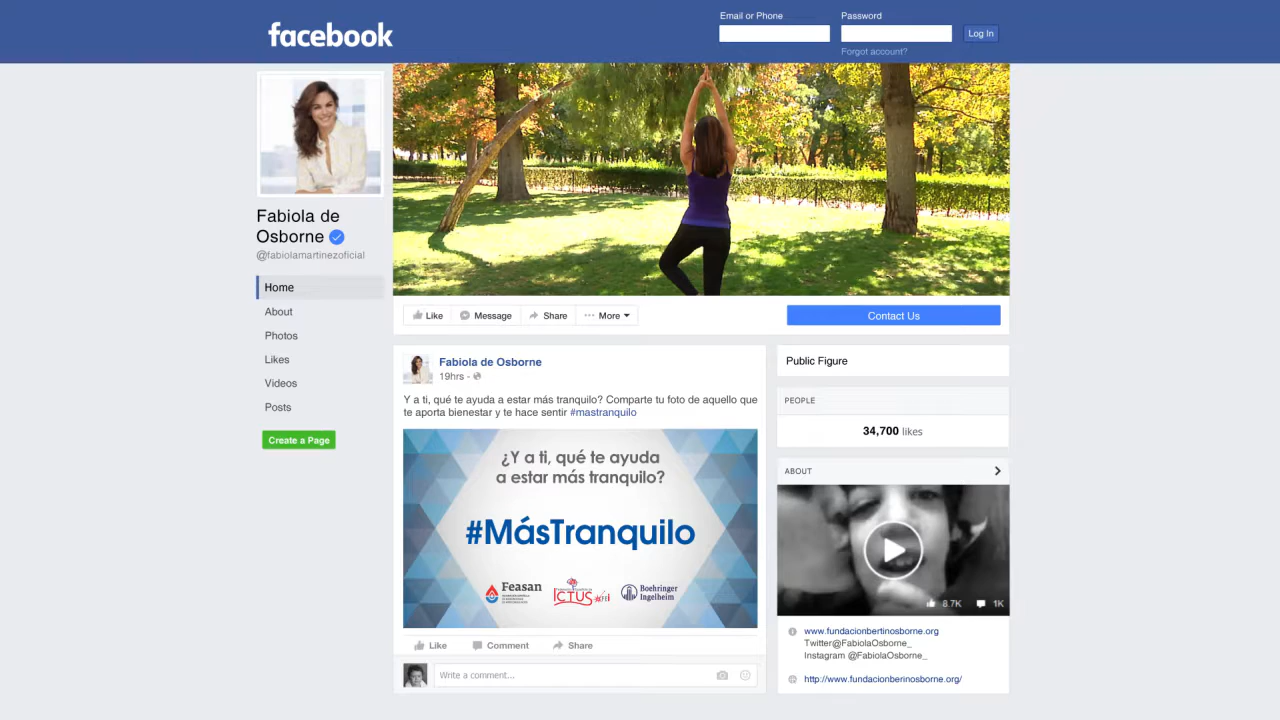 facebook
Email or Phone
Password
Log In
Forgot account?
Fabiola de
Osborne
@fabiolamartinezoficial
Home
About
Photos
Likes
Videos
Posts
Create a Page
Like
Message
Share
More
Contact Us
Fabiola de Osborne
19hrs -
Y a ti, qué te ayuda a estar más tranquilo? Comparte tu foto de aquello que
te aporta bienestar y te hace sentir #mastranquilo
¿Y a ti, qué te ayuda
a estar más tranquilo?
#MásTranquilo
Feasan
ICTUS
Boehringer
Ingelheim
Like
Comment
Share
Write a comment...
Public Figure
PEOPLE
34,700 likes
ABOUT
8.7K
1K
www.fundacionbertinosborne.org
Twitter@FabiolaOsborne_
Instagram @FabiolaOsborne_
http://www.fundacionberinosborne.org/